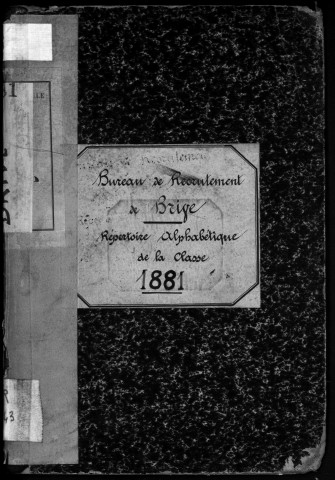 Bureau de Recrutement
de Brive
Répertoire Alphabétique
de la Classe
1881